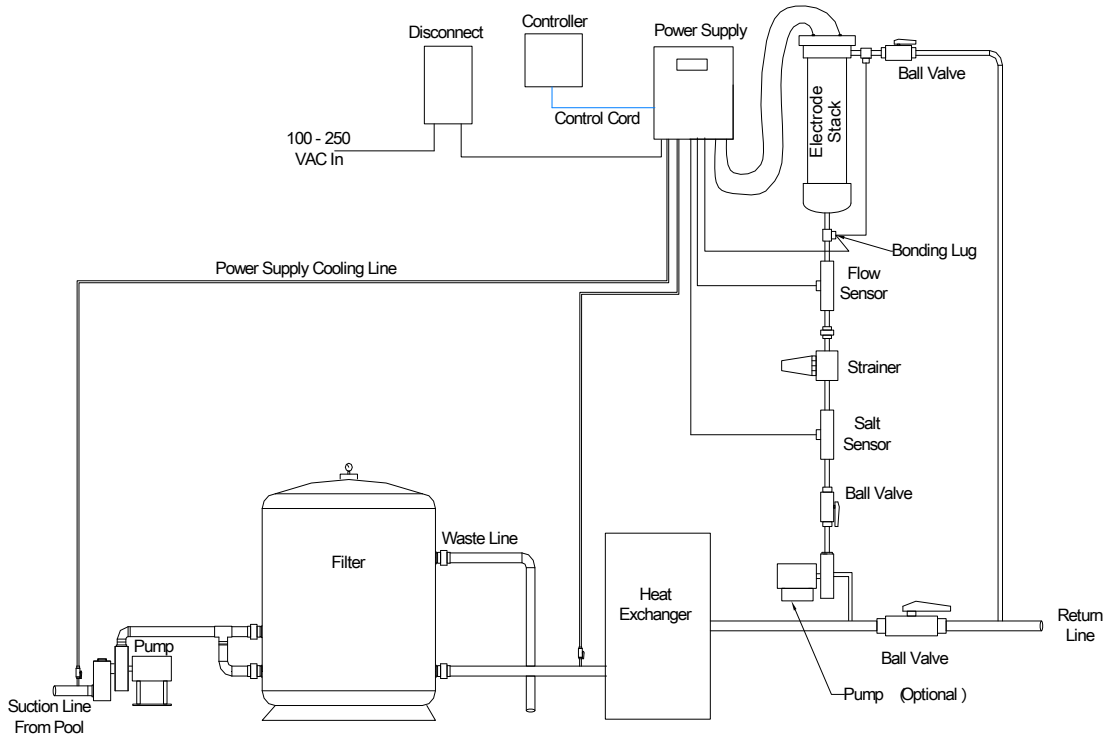 Disconnect
Controller
Power Supply
Ball Valve
Control Cord
100 - 250
VAC In
Electrode
Stack
Bonding Lug
Power Supply Cooling Line
Flow
Sensor
Strainer
Salt
Sensor
Ball Valve
Waste Line
Filter
Heat
Exchanger
Return
Line
Pump
Ball Valve
Pump (Optional )
Suction Line
From Pool